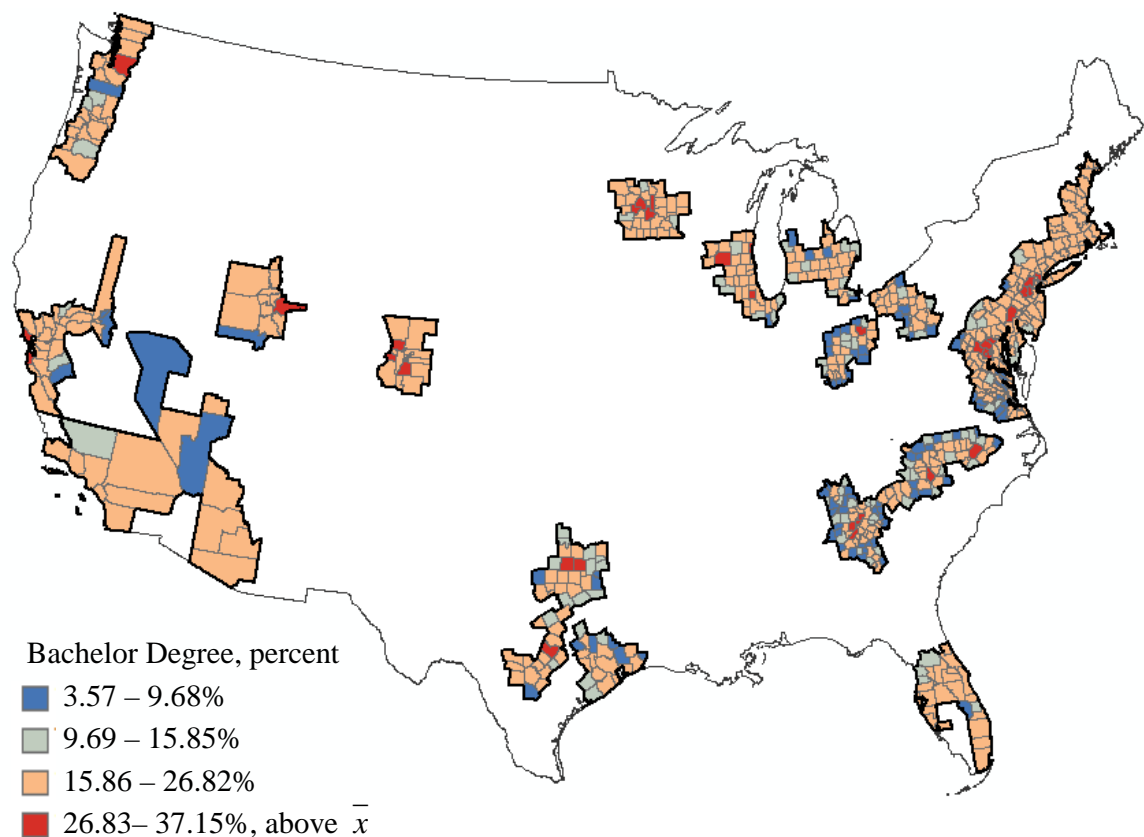 Bachelor Degree, percent
3.57 – 9.68%
9.69 – 15.85%
15.86 – 26.82%
26.83– 37.15%, above x̅